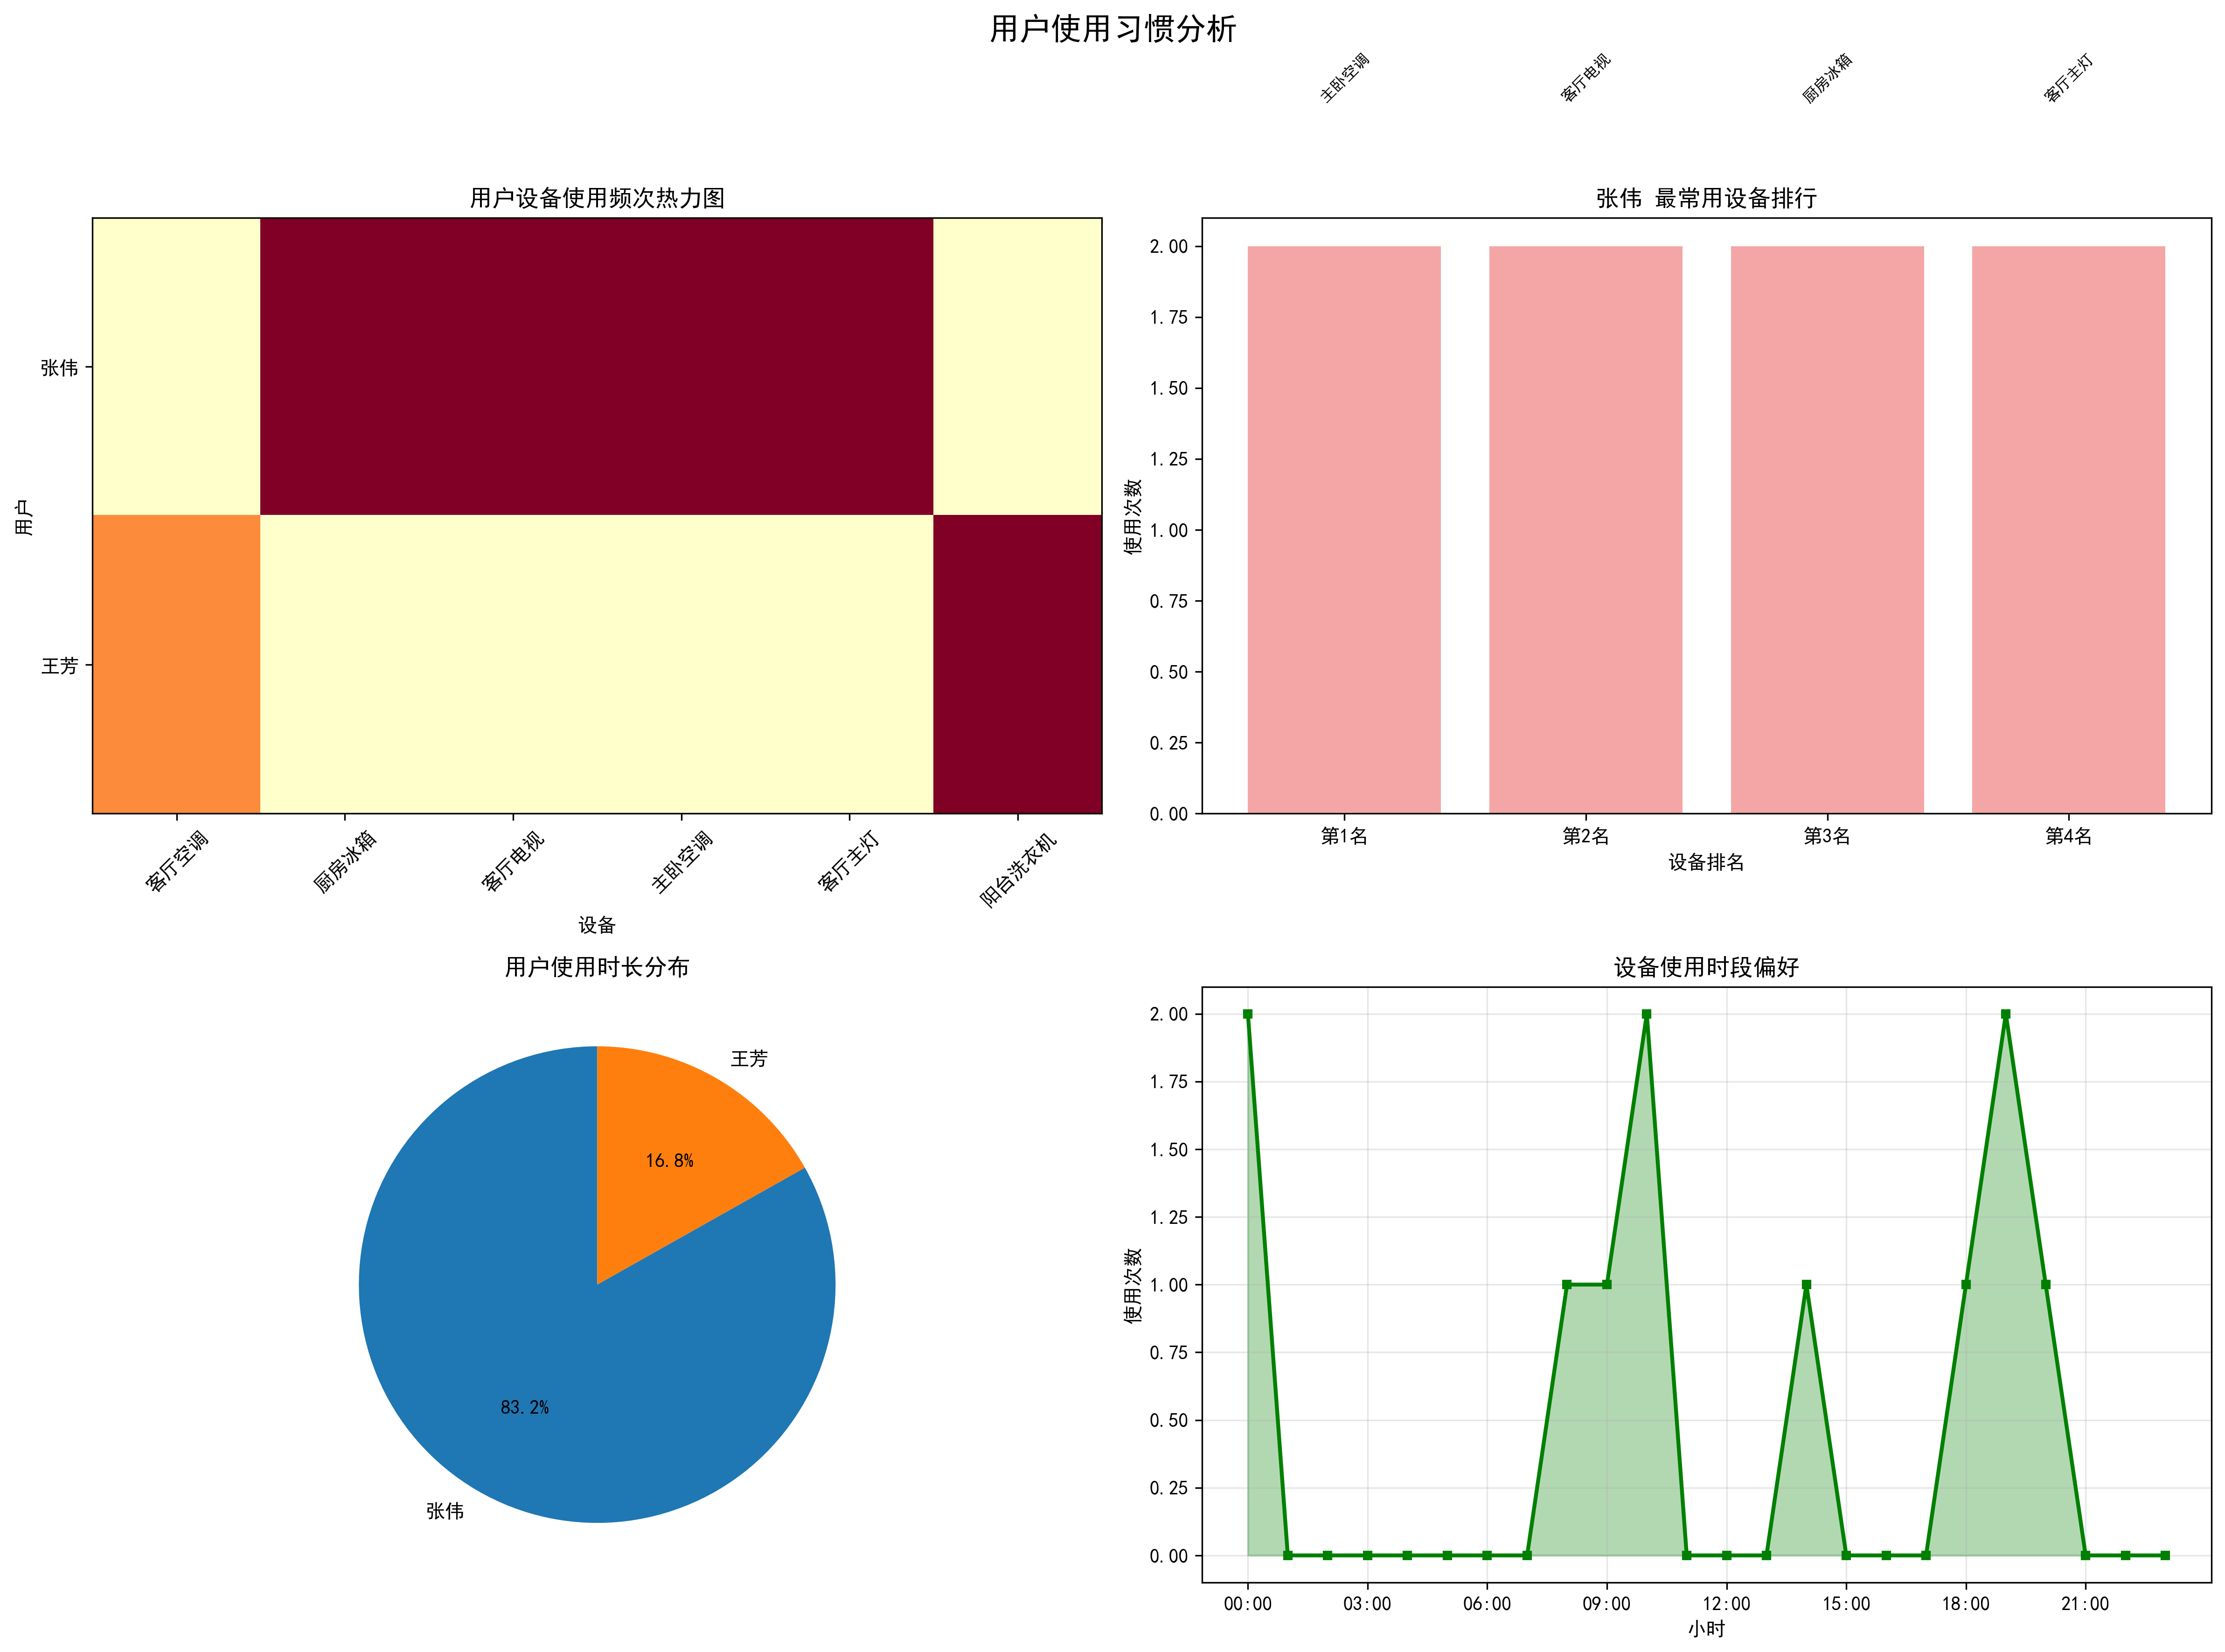 用户使用习惯分析
主卧空调
客厅电视
厨房冰箱
客厅主灯
用户设备使用频次热力图
用户
张伟
王芳
客厅空调
厨房冰箱
客厅电视
主卧空调
客厅主灯
阳台洗衣机
设备
张伟 最常用设备排行
使用次数
2.00
1.75
1.50
1.25
1.00
0.75
0.50
0.25
0.00
第1名
第2名
第3名
第4名
设备排名
用户使用时长分布
王芳
16.8%
83.2%
张伟
设备使用时段偏好
使用次数
2.00
1.75
1.50
1.25
1.00
0.75
0.50
0.25
0.00
00:00
03:00
06:00
09:00
12:00
15:00
18:00
21:00
小时